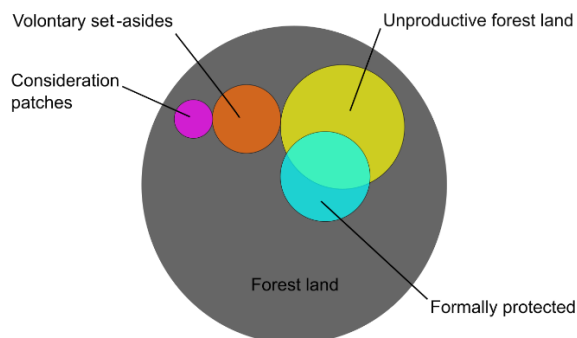 Volontary set-asides
Unproductive forest land
Consideration
patches
Forest land
Formally protected